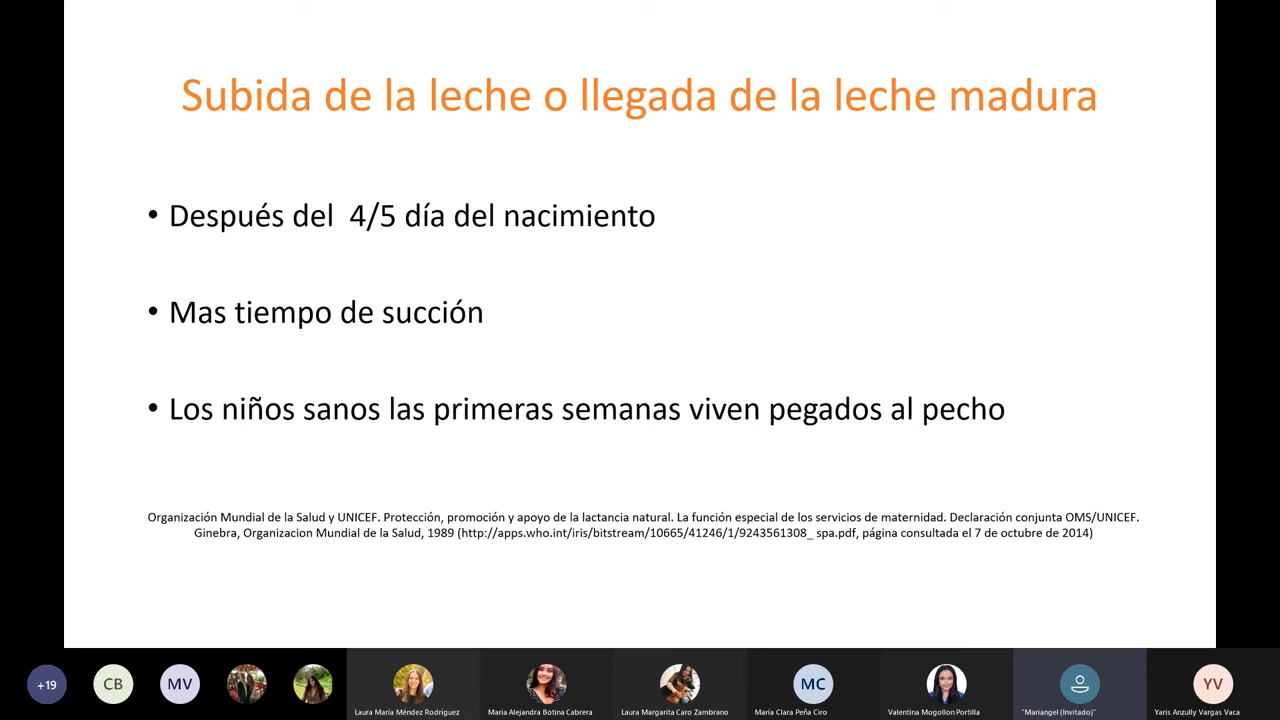 Subida de la leche o llegada de la leche madura
• Después del  4/5 día del nacimiento
• Mas tiempo de succión
• Los niños sanos las primeras semanas viven pegados al pecho
Organización Mundial de la Salud y UNICEF. Protección, promoción y apoyo de la lactancia natural. La función especial de los servicios de maternidad. Declaración conjunta OMS/UNICEF.
Ginebra, Organizacion Mundial de la Salud, 1989 (http://apps.who.int/iris/bitstream/10665/41246/1/9243561308_ spa.pdf, página consultada el 7 de octubre de 2014)
+19
CB
MV
MC
YV
Laura María Méndez Rodríguez
Maria Alejandra Botina Cabrera
Laura Margarita Caro Zambrano
María Clara Peña Ciro
Valentina Mogollon Portilla
"Mariangel (Invitado)"
Yaris Anzully Vargas Vaca